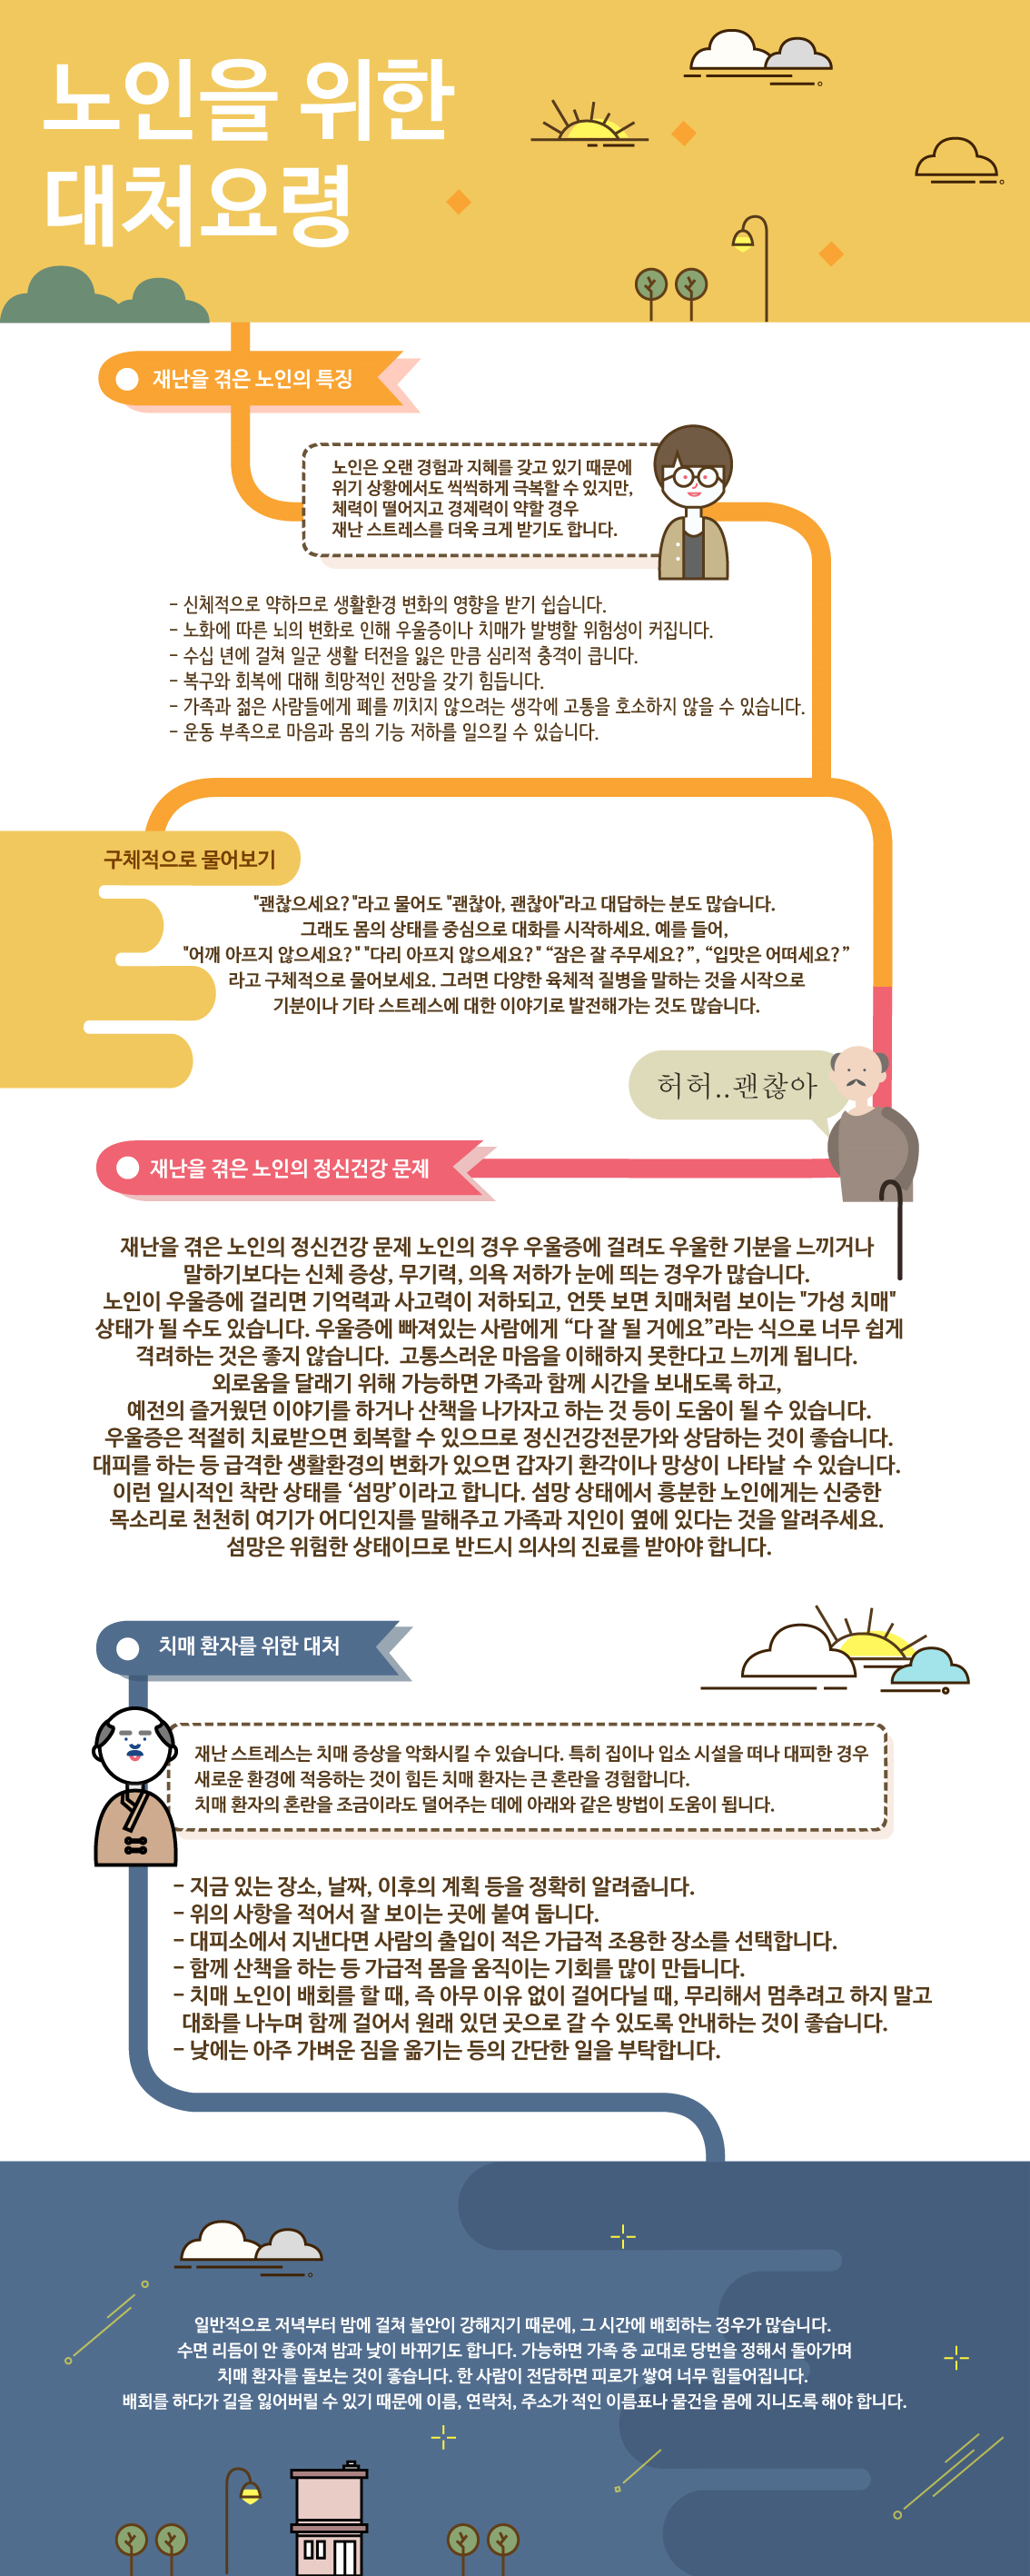 노인을 위한
대처요령
재난을 겪은 노인의 특징
노인은 오랜 경험과 지혜를 갖고 있기 때문에
위기 상황에서도 씩씩하게 극복할 수 있지만,
체력이 떨어지고 경제력이 약할 경우
재난 스트레스를 더욱 크게 받기도 합니다.
- 신체적으로 약하므로 생활환경 변화의 영향을 받기 쉽습니다.
- 노화에 따른 뇌의 변화로 인해 우울증이나 치매가 발병할 위험성이 커집니다.
- 수십 년에 걸쳐 일군 생활 터전을 잃은 만큼 심리적 충격이 큽니다.
- 복구와 회복에 대해 희망적인 전망을 갖기 힘듭니다.
- 가족과 젊은 사람들에게 폐를 끼치지 않으려는 생각에 고통을 호소하지 않을 수 있습니다.
- 운동 부족으로 마음과 몸의 기능 저하를 일으킬 수 있습니다.
구체적으로 물어보기
"괜찮으세요?"라고 물어도 "괜찮아, 괜찮아"라고 대답하는 분도 많습니다.
그래도 몸의 상태를 중심으로 대화를 시작하세요. 예를 들어,
"어깨 아프지 않으세요?" "다리 아프지 않으세요?" “잠은 잘 주무세요?”, “입맛은 어떠세요?”
라고 구체적으로 물어보세요. 그러면 다양한 육체적 질병을 말하는 것을 시작으로
기분이나 기타 스트레스에 대한 이야기로 발전해가는 것도 많습니다.
허허..괜찮아
재난을 겪은 노인의 정신건강 문제
재난을 겪은 노인의 정신건강 문제 노인의 경우 우울증에 걸려도 우울한 기분을 느끼거나
말하기보다는 신체 증상, 무기력, 의욕 저하가 눈에 띄는 경우가 많습니다.
노인이 우울증에 걸리면 기억력과 사고력이 저하되고, 언뜻 보면 치매처럼 보이는 "가성 치매"
상태가 될 수도 있습니다. 우울증에 빠져있는 사람에게 “다 잘 될 거에요”라는 식으로 너무 쉽게
격려하는 것은 좋지 않습니다. 고통스러운 마음을 이해하지 못한다고 느끼게 됩니다.
외로움을 달래기 위해 가능하면 가족과 함께 시간을 보내도록 하고,
예전의 즐거웠던 이야기를 하거나 산책을 나가자고 하는 것 등이 도움이 될 수 있습니다.
우울증은 적절히 치료받으면 회복할 수 있으므로 정신건강전문가와 상담하는 것이 좋습니다.
대피를 하는 등 급격한 생활환경의 변화가 있으면 갑자기 환각이나 망상이 나타날 수 있습니다.
이런 일시적인 착란 상태를 ‘섬망’이라고 합니다. 섬망 상태에서 흥분한 노인에게는 신중한
목소리로 천천히 여기가 어디인지를 말해주고 가족과 지인이 옆에 있다는 것을 알려주세요.
섬망은 위험한 상태이므로 반드시 의사의 진료를 받아야 합니다.
치매 환자를 위한 대처
재난 스트레스는 치매 증상을 악화시킬 수 있습니다. 특히 집이나 입소 시설을 떠나 대피한 경우
새로운 환경에 적응하는 것이 힘든 치매 환자는 큰 혼란을 경험합니다.
치매 환자의 혼란을 조금이라도 덜어주는 데에 아래와 같은 방법이 도움이 됩니다.
- 지금 있는 장소, 날짜, 이후의 계획 등을 정확히 알려줍니다.
- 위의 사항을 적어서 잘 보이는 곳에 붙여 둡니다.
- 대피소에서 지낸다면 사람의 출입이 적은 가급적 조용한 장소를 선택합니다.
- 함께 산책을 하는 등 가급적 몸을 움직이는 기회를 많이 만듭니다.
- 치매 노인이 배회를 할 때, 즉 아무 이유 없이 걸어다닐 때, 무리해서 멈추려고 하지 말고
대화를 나누며 함께 걸어서 원래 있던 곳으로 갈 수 있도록 안내하는 것이 좋습니다.
- 낮에는 아주 가벼운 짐을 옮기는 등의 간단한 일을 부탁합니다.
일반적으로 저녁부터 밤에 걸쳐 불안이 강해지기 때문에, 그 시간에 배회하는 경우가 많습니다.
수면 리듬이 안 좋아져 밤과 낮이 바뀌기도 합니다. 가능하면 가족 중 교대로 당번을 정해서 돌아가며
치매 환자를 돌보는 것이 좋습니다. 한 사람이 전담하면 피로가 쌓여 너무 힘들어집니다.
배회를 하다가 길을 잃어버릴 수 있기 때문에 이름, 연락처, 주소가 적인 이름표나 물건을 몸에 지니도록 해야 합니다.